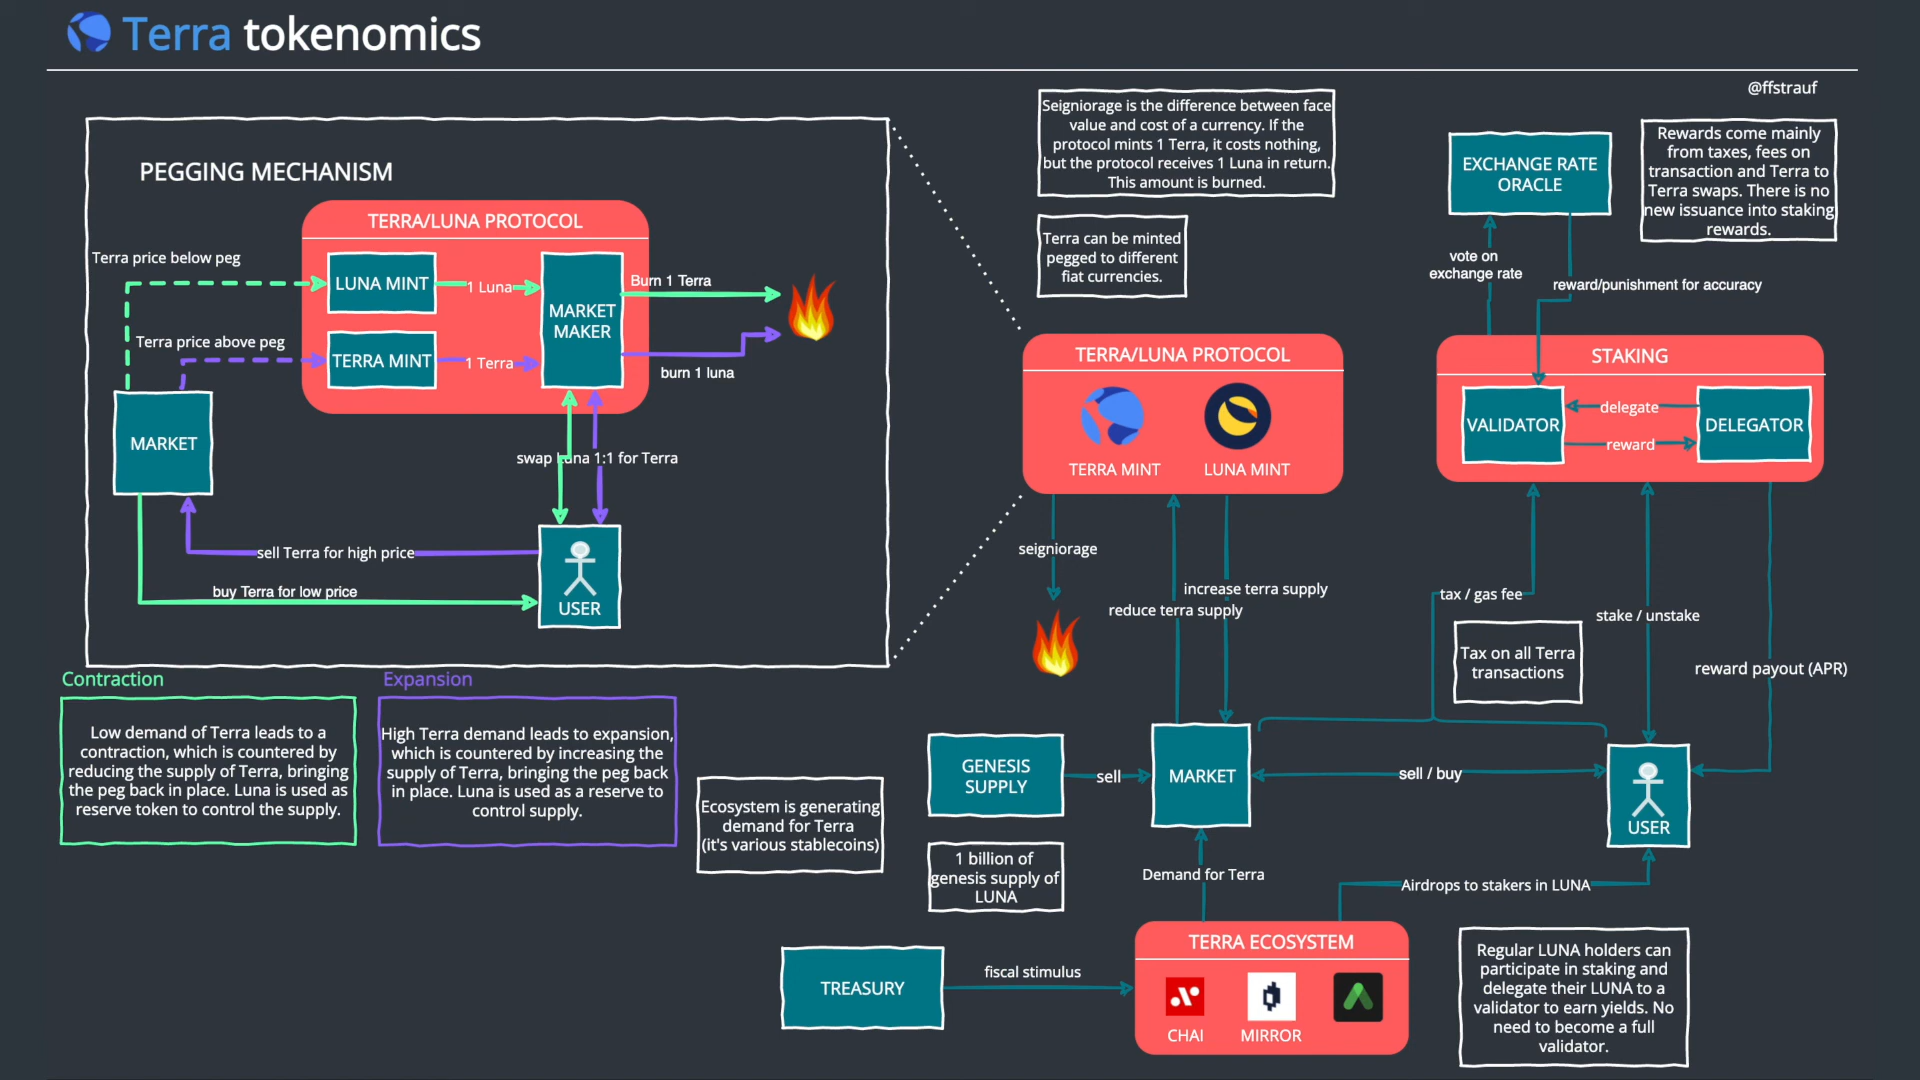 Terra tokenomics
@ffstrauf
PEGGING MECHANISM
TERRA/LUNA PROTOCOL
Terra price below peg
LUNA MINT
1 Luna
MARKET
MAKER
Burn 1 Terra
Terra price above peg
TERRA MINT
1 Terra
burn 1 luna
MARKET
swap Luna 1:1 for Terra
sell Terra for high price
buy Terra for low price
USER
Contraction
Low demand of Terra leads to a
contraction, which is countered by
reducing the supply of Terra, bringing
the peg back in place. Luna is used as
reserve token to control the supply.
Expansion
High Terra demand leads to expansion,
which is countered by increasing the
supply of Terra, bringing the peg back
in place. Luna is used as a reserve to
control supply.
Seigniorage is the difference between face
value and cost of a currency. If the
protocol mints 1 Terra, it costs nothing,
but the protocol receives 1 Luna in return.
This amount is burned.
Terra can be minted
pegged to different
fiat currencies.
TERRA/LUNA PROTOCOL
TERRA MINT
LUNA MINT
seigniorage
increase terra supply
reduce terra supply
EXCHANGE RATE
ORACLE
Rewards come mainly
from taxes, fees on
transaction and Terra to
Terra swaps. There is no
new issuance into staking
rewards.
vote on
exchange rate
reward/punishment for accuracy
STAKING
VALIDATOR
delegate
reward
DELEGATOR
tax / gas fee
Tax on all Terra
transactions
stake / unstake
reward payout (APR)
GENESIS
SUPPLY
sell
MARKET
sell / buy
USER
Ecosystem is generating
demand for Terra
(it's various stablecoins)
1 billion of
genesis supply of
LUNA
Demand for Terra
Airdrops to stakers in LUNA
TREASURY
fiscal stimulus
TERRA ECOSYSTEM
CHAI
MIRROR
Regular LUNA holders can
participate in staking and
delegate their LUNA to a
validator to earn yields. No
need to become a full
validator.